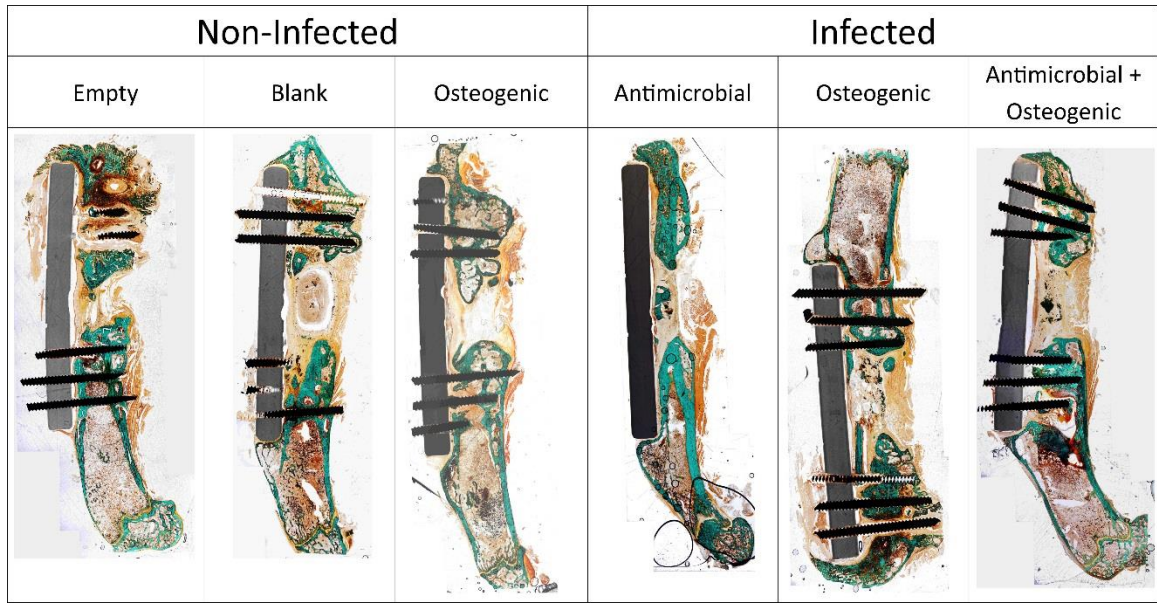 Non-Infected
Infected
Empty
Blank
Osteogenic
Antimicrobial
Osteogenic
Antimicrobial +
Osteogenic